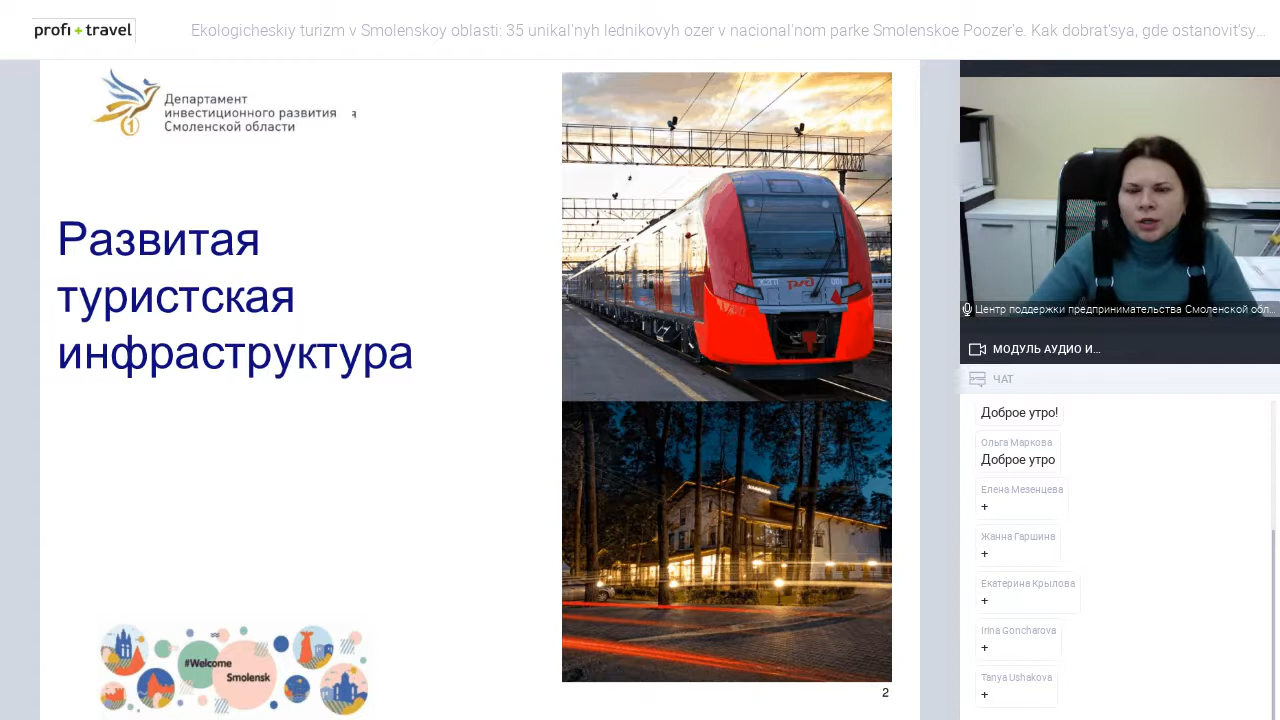 profi + travel
Ekologicheskiy turizm v Smolenskoy oblasti: 35 unikal'nyh lednikovyh ozer v nacional'nom parke Smolenskoe Poozer'e. Kak dobrat'sya, gde ostanovit'sy...
Департамент
инвестиционного развития
Смоленской области
Развитая
туристская
инфраструктура
ржд
#Welcome
Smolensk
2
Центр поддержки предпринимательства Смоленской обл...
МОДУЛЬ АУДИО И...
ЧАТ
Доброе утро!
Ольга Маркова
Доброе утро
Елена Мезенцева
+
Жанна Гаршина
+
Екатерина Крылова
+
Irina Goncharova
+
Tanya Ushakova
+